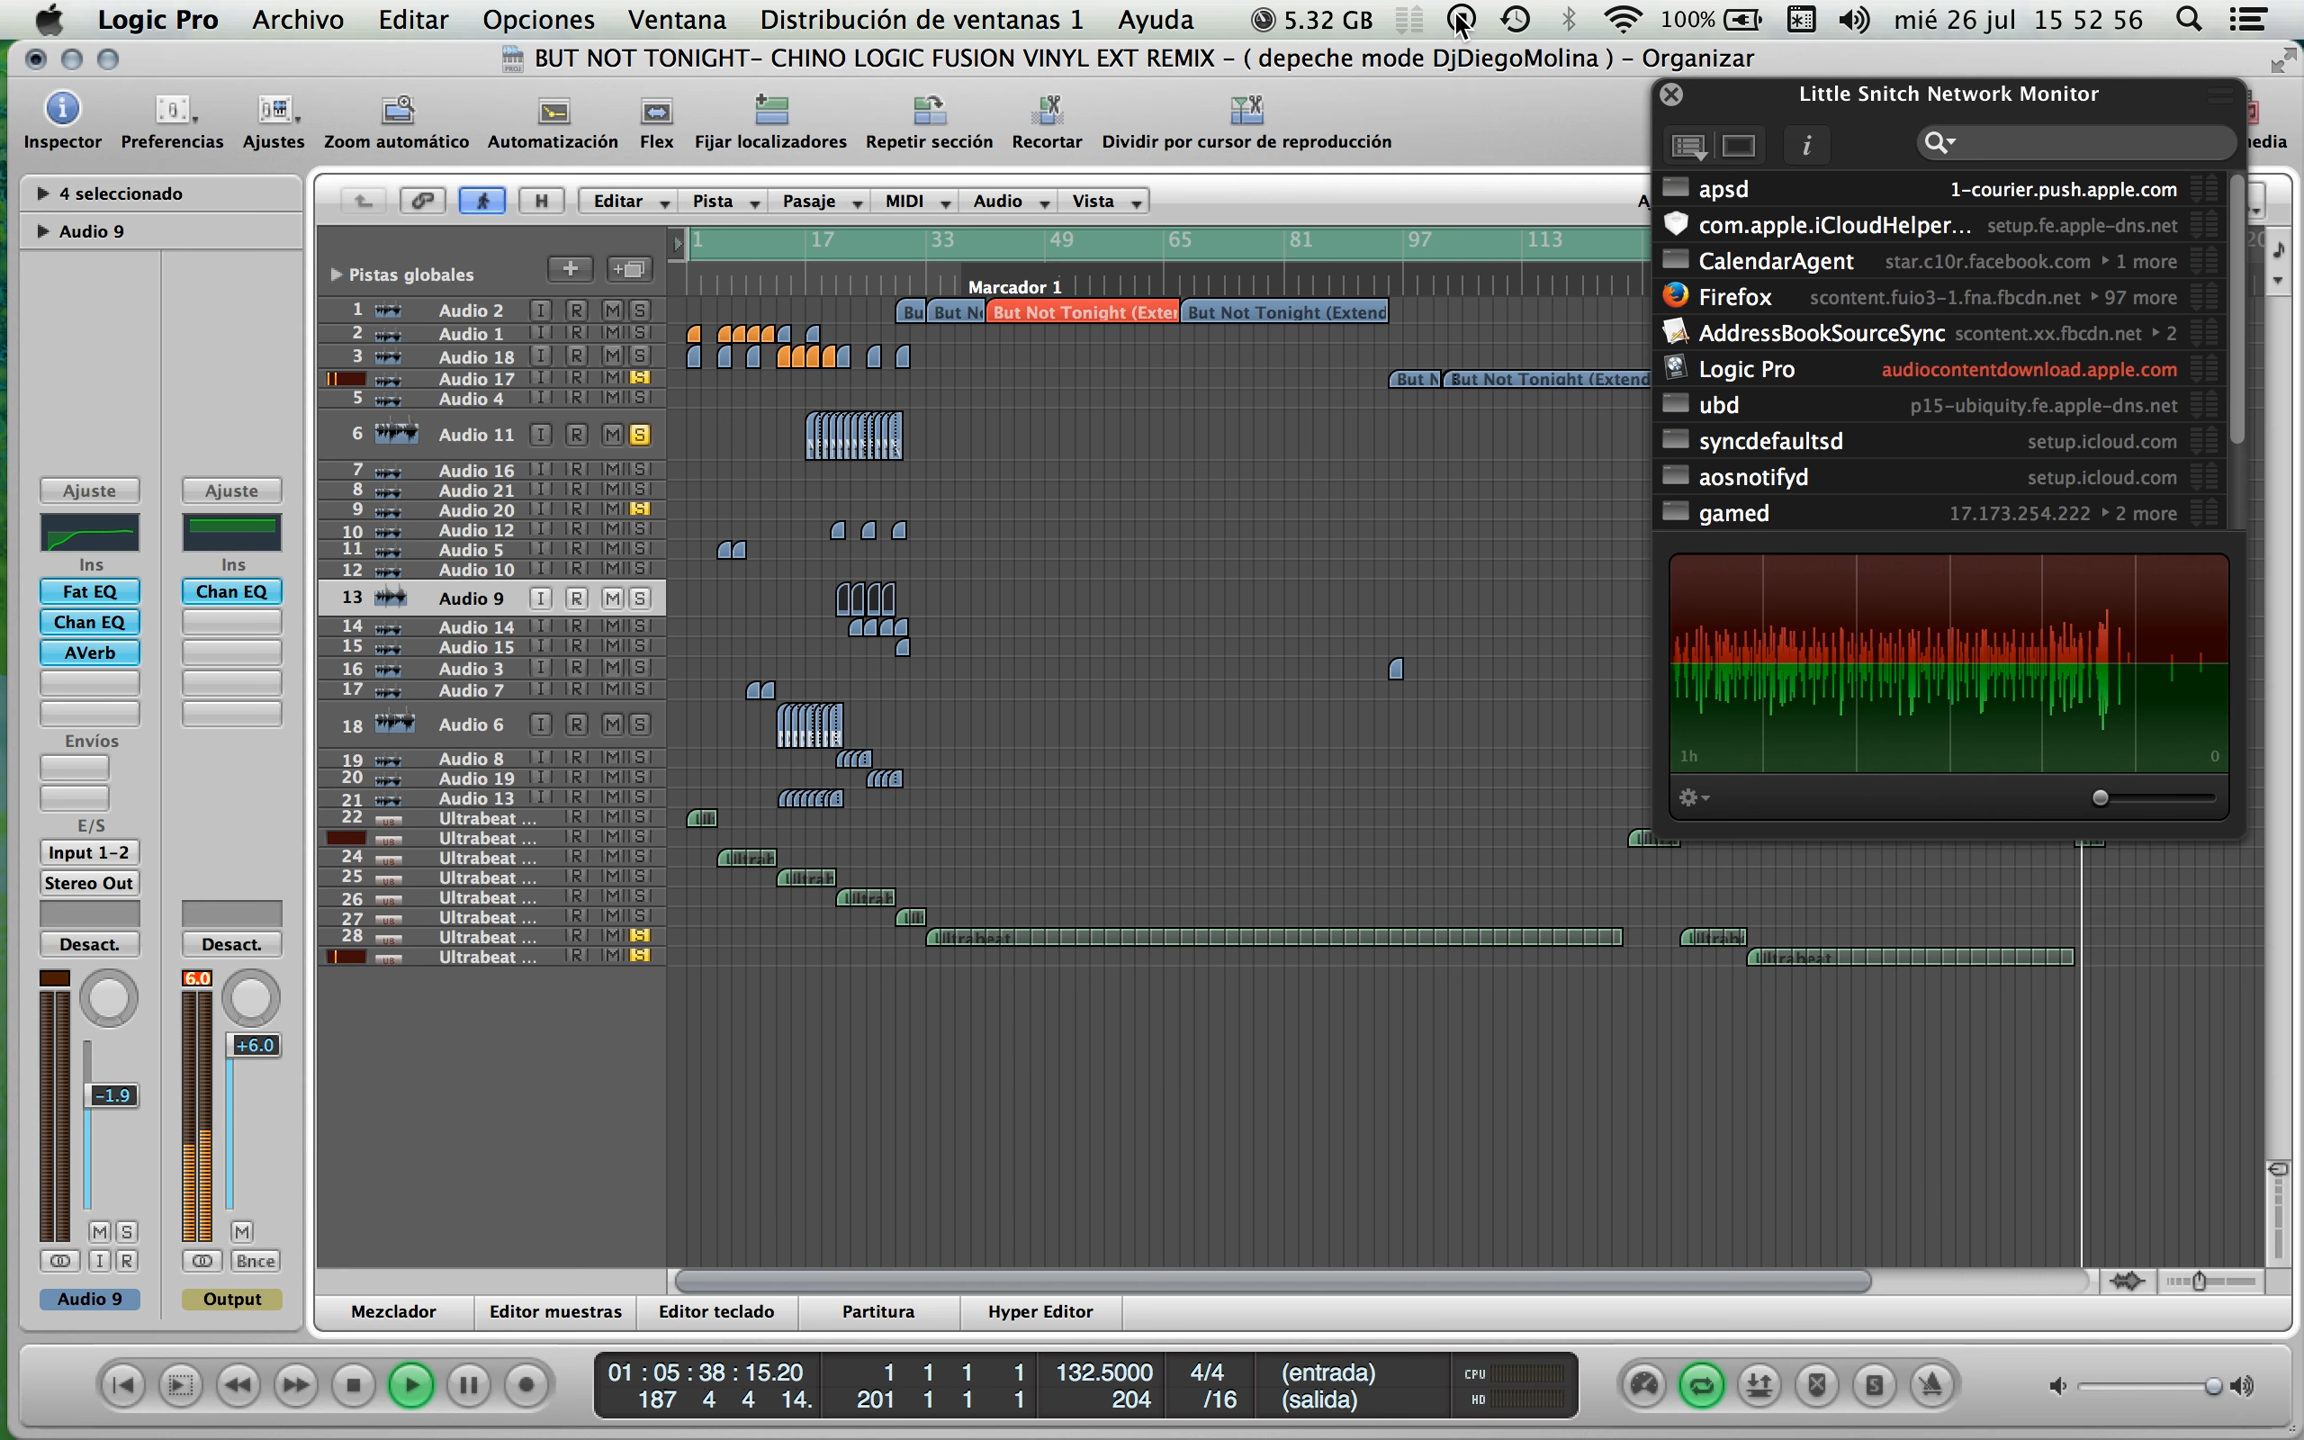 Logic Pro Archivo Editar Opciones Ventana Distribución de ventanas 1 Ayuda 5.32 GB 100% mié 26 jul 15 52 56
BUT NOT TONIGHT- CHINO LOGIC FUSION VINYL EXT REMIX - ( depeche mode DjDiegoMolina ) - Organizar
Inspector Preferencias Ajustes Zoom automático Automatización Flex Fijar localizadores Repetir sección Recortar Dividir por cursor de reproducción
4 seleccionado
Audio 9
H Editar Pista Pasaje MIDI Audio Vista
1 17 33 49 65 81 97 113
Pistas globales
Marcador 1
1 Audio 2 I R M S
Bu But N But Not Tonight (Exter But Not Tonight (Extend
2 Audio 1 I R M S
3 Audio 18 I R M S
Audio 17 I R M S
But N But Not Tonight (Extend
5 Audio 4 I R M S
6 Audio 11 I R M S
7 Audio 16 I R M S
8 Audio 21 I R M S
9 Audio 20 I R M S
10 Audio 12 I R M S
11 Audio 5 I R M S
12 Audio 10 I R M S
13 Audio 9 I R M S
14 Audio 14 I R M S
15 Audio 15 I R M S
16 Audio 3 I R M S
17 Audio 7 I R M S
18 Audio 6 I R M S
19 Audio 8 I R M S
20 Audio 19 I R M S
21 Audio 13 I R M S
22 Ultrabeat ... R M S
Ultrabeat ... R M S
24 Ultrabeat ... R M S
25 Ultrabeat ... R M S
26 Ultrabeat ... R M S
27 Ultrabeat ... R M S
28 Ultrabeat ... R M S
Ultrabeat
Ultrabeat ... R M S
Ultrabeat
Ajuste Ajuste
Ins Ins
Fat EQ Chan EQ
Chan EQ
AVerb
Envíos
E/S
Input 1-2
Stereo Out
Desact. Desact.
6.0
+6.0
-1.9
M S M
I R Bnce
Audio 9 Output
Little Snitch Network Monitor
i
apsd 1-courier.push.apple.com
com.apple.iCloudHelper... setup.fe.apple-dns.net
CalendarAgent star.c10r.facebook.com ▸ 1 more
Firefox scontent.fuio3-1.fna.fbcdn.net ▸ 97 more
AddressBookSourceSync scontent.xx.fbcdn.net ▸ 2
Logic Pro audiocontentdownload.apple.com
ubd p15-ubiquity.fe.apple-dns.net
syncdefaultsd setup.icloud.com
aosnotifyd setup.icloud.com
gamed 17.173.254.222 ▸ 2 more
1h 0
Mezclador Editor muestras Editor teclado Partitura Hyper Editor
01 : 05 : 38 : 15.20 1 1 1 1 132.5000 4/4 (entrada) CPU
187 4 4 14. 201 1 1 1 204 /16 (salida) HD
S